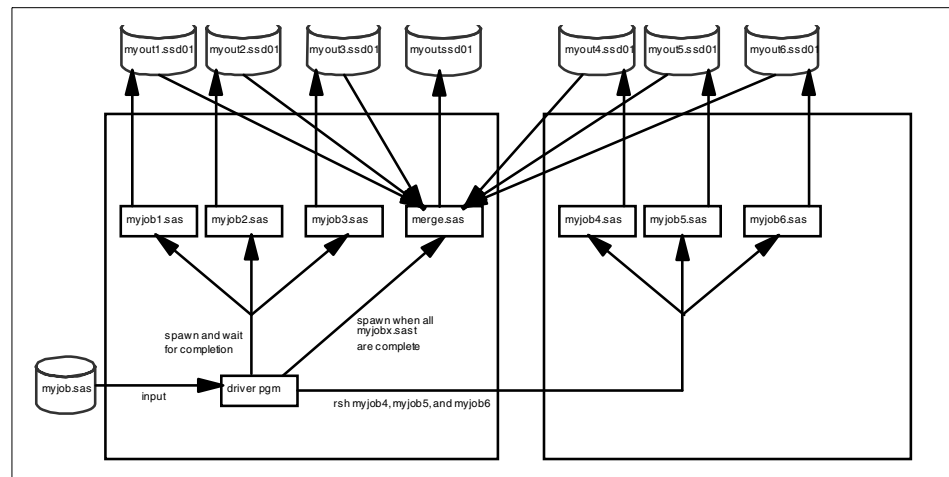 myout1.ssd01
myout2.ssd01
myout3.ssd01
myout.ssd01
myout4.ssd01
myout5.ssd01
myout6.ssd01
myjob1.sas
myjob2.sas
myjob3.sas
merge.sas
myjob4.sas
myjob5.sas
myjob6.sas
spawn and wait
for completion
spawn when all
myjobx.sast
are complete
myjob.sas
input
driver pgm
rsh myjob4, myjob5, and myjob6